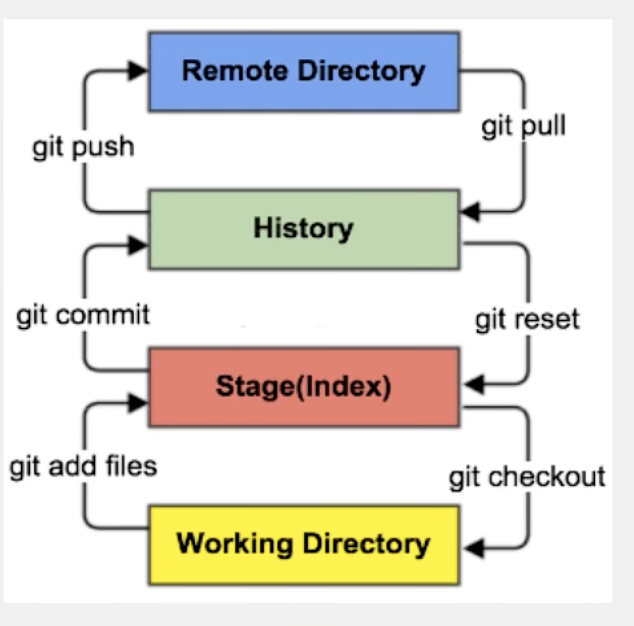 Remote Directory
git pull
git push
History
git commit
git reset
Stage(Index)
git add files
git checkout
Working Directory